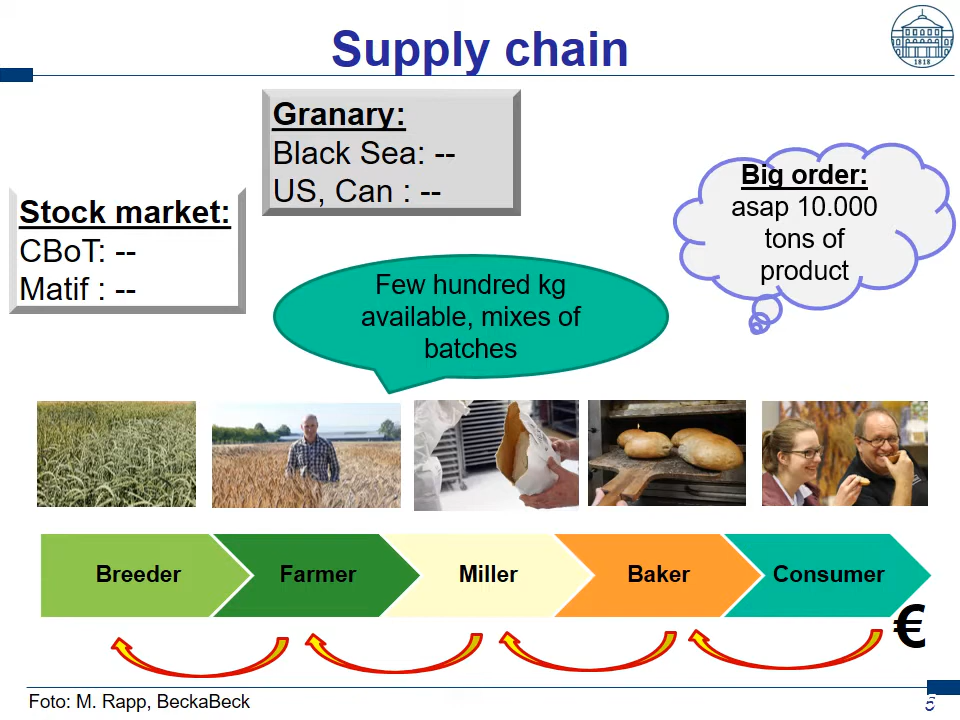 Supply chain
1818
Granary:
Black Sea: --
US, Can : --
Stock market:
CBoT: --
Matif : --
Big order:
asap 10.000
tons of
product
Few hundred kg
available, mixes of
batches
Breeder
Farmer
Miller
Baker
Consumer
€
Foto: M. Rapp, BeckaBeck
5